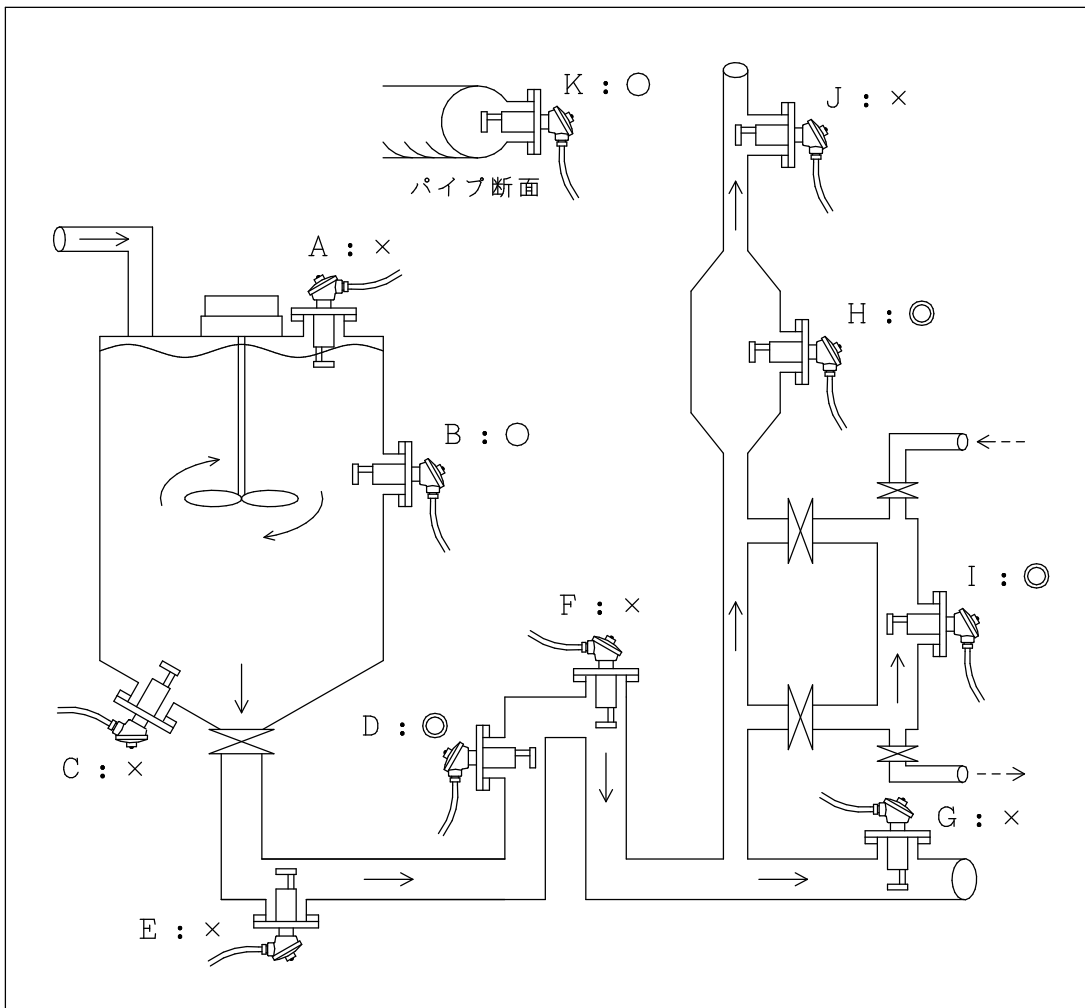 K : ○
J : ×
パイプ断面
A : ×
H : ◎
B : ○
I : ◎
F : ×
D : ◎
C : ×
G : ×
E : ×